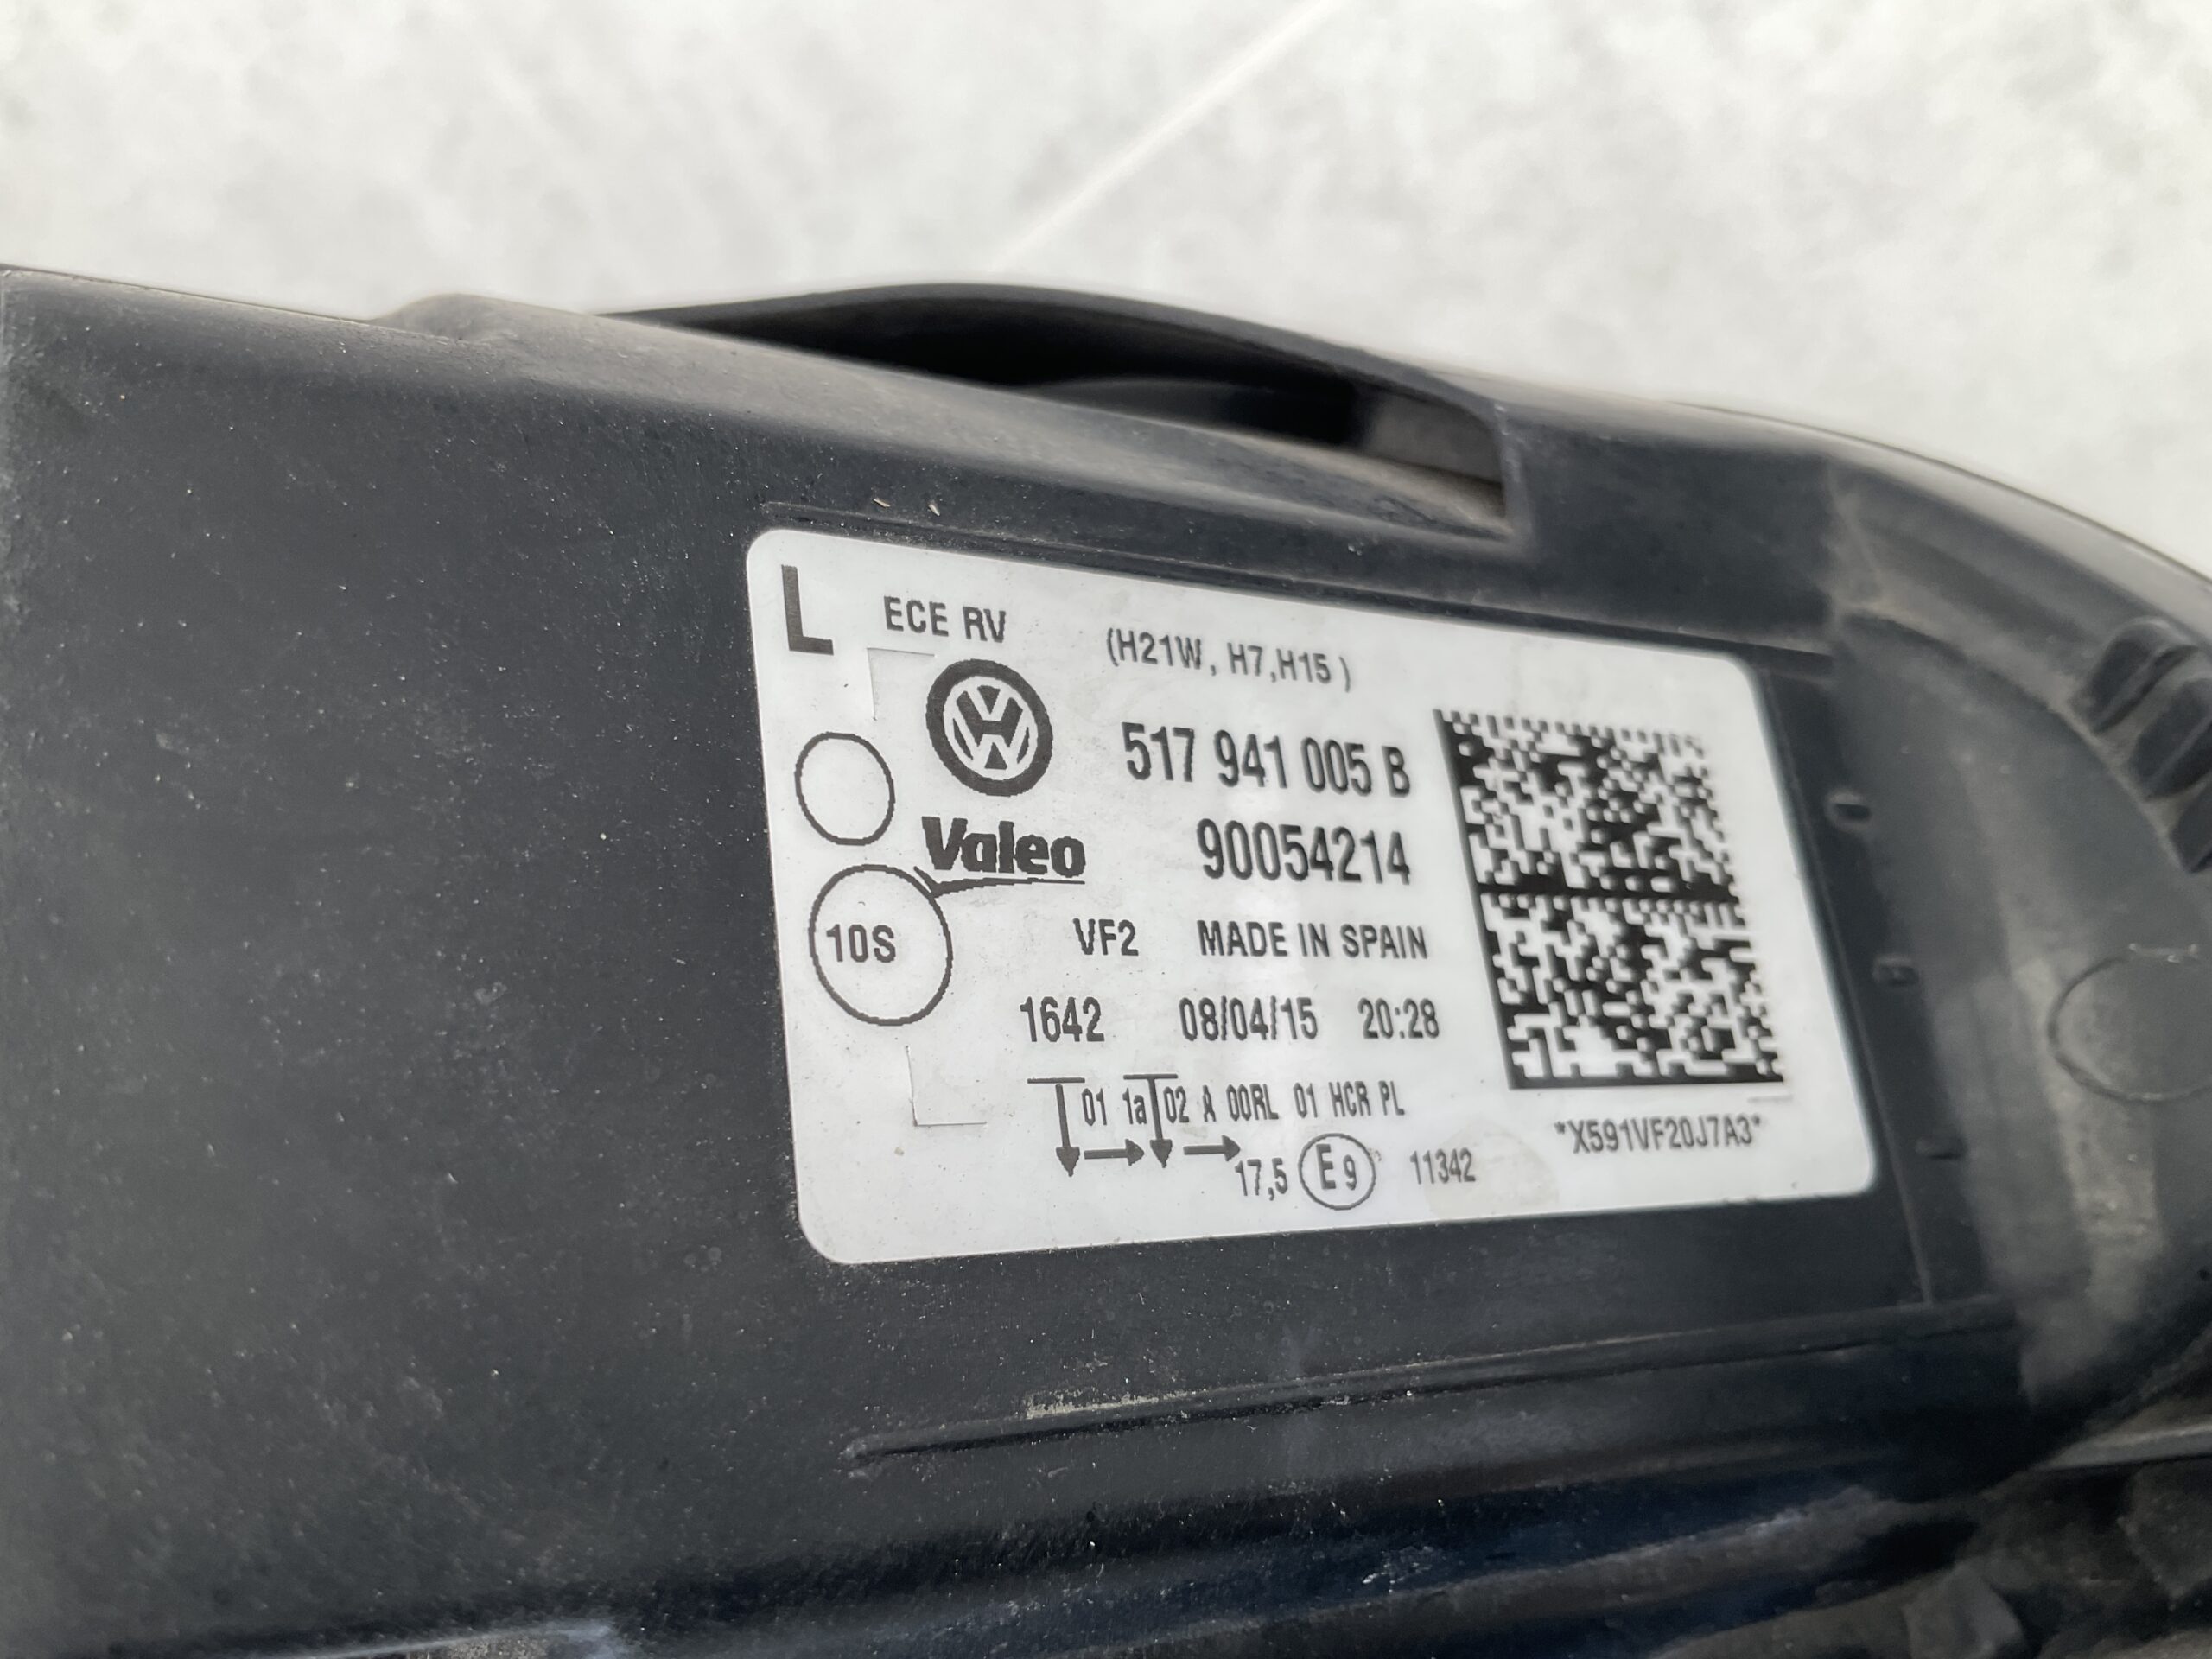 L ECE RV (H21W, H7,H15 )
517 941 005 B
Valeo 90054214
10S VF2 MADE IN SPAIN
1642 08/04/15 20:28
01 1a 02 A 00RL 01 HCR PL
17,5 E9 11342
*X591VF20J7A3*